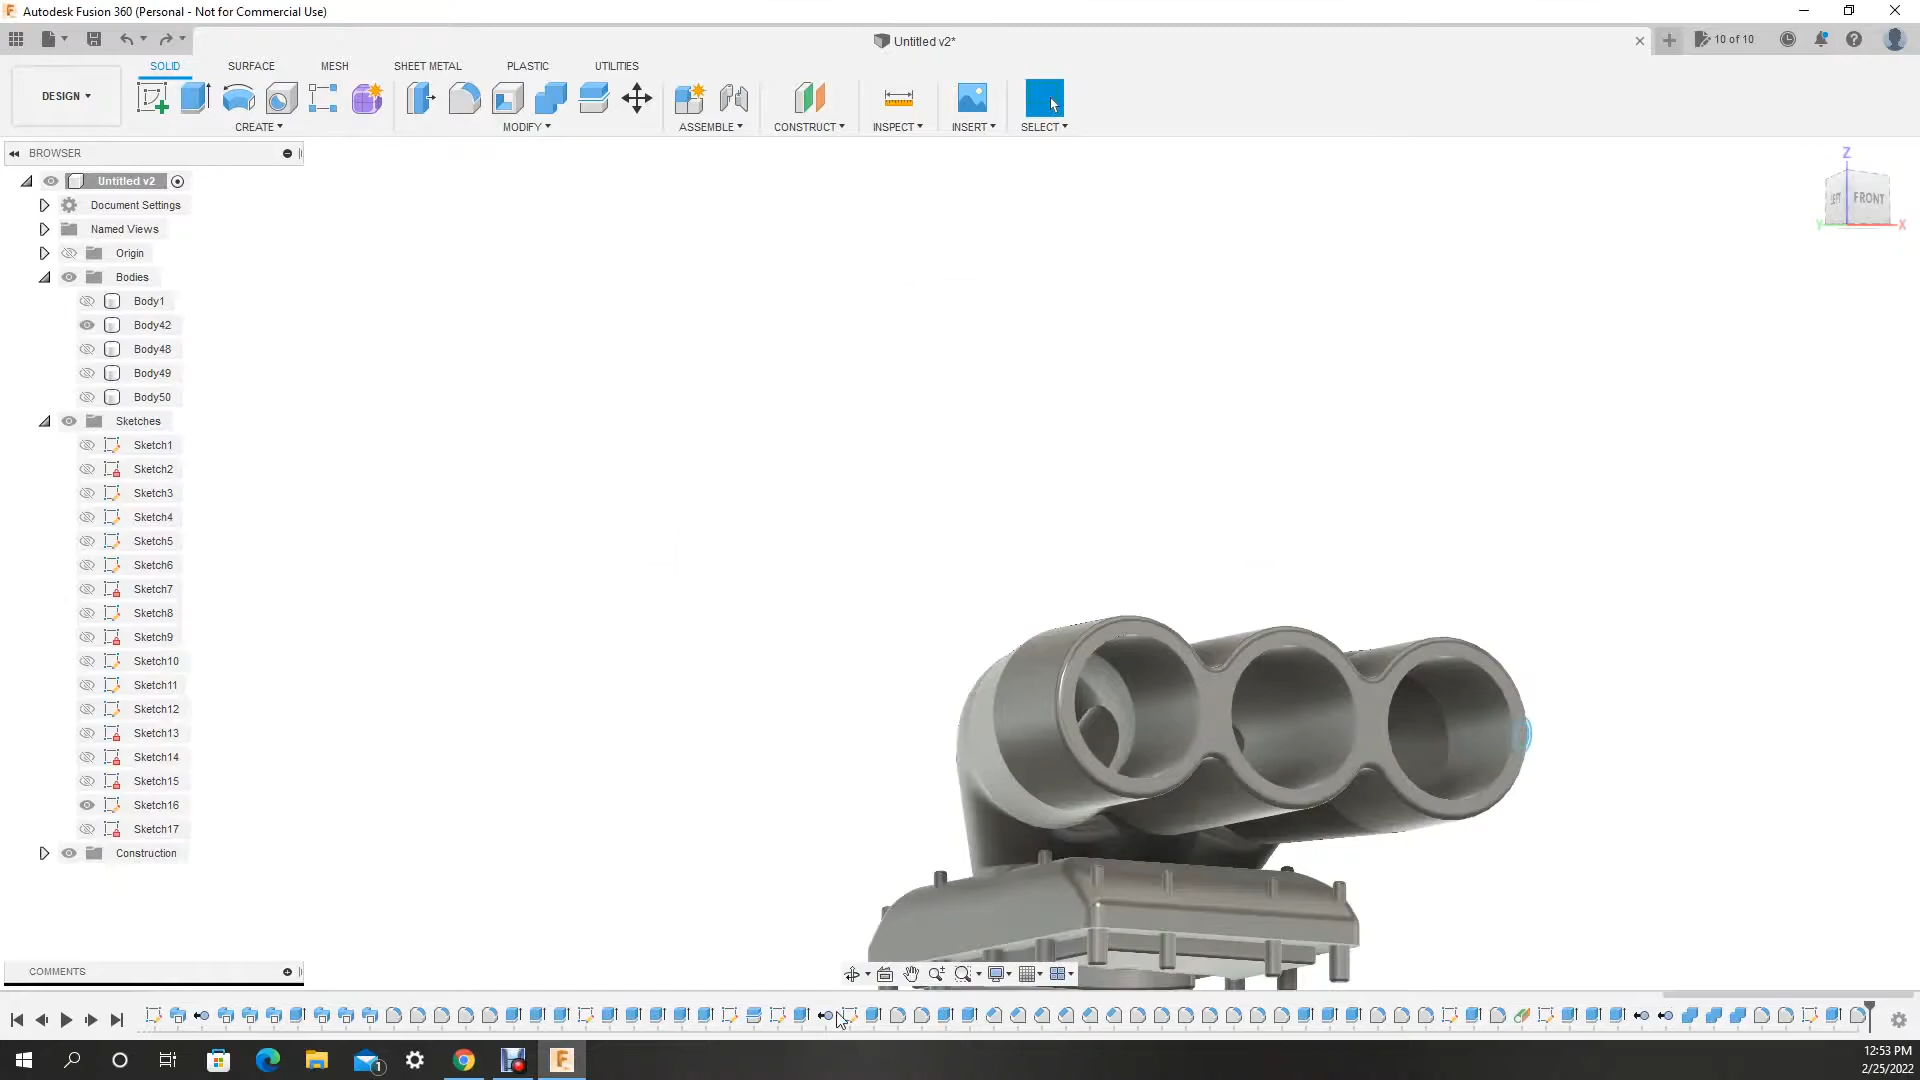 Autodesk Fusion 360 (Personal - Not for Commercial Use)
Untitled v2*
10 of 10
DESIGN
SOLID
SURFACE
MESH
SHEET METAL
PLASTIC
UTILITIES
CREATE
MODIFY
ASSEMBLE
CONSTRUCT
INSPECT
INSERT
SELECT
BROWSER
Untitled v2
Document Settings
Named Views
Origin
Bodies
Body1
Body42
Body48
Body49
Body50
Sketches
Sketch1
Sketch2
Sketch3
Sketch4
Sketch5
Sketch6
Sketch7
Sketch8
Sketch9
Sketch10
Sketch11
Sketch12
Sketch13
Sketch14
Sketch15
Sketch16
Sketch17
Construction
Z
LEFT
FRONT
Y
X
COMMENTS
1
12:53 PM
2/25/2022